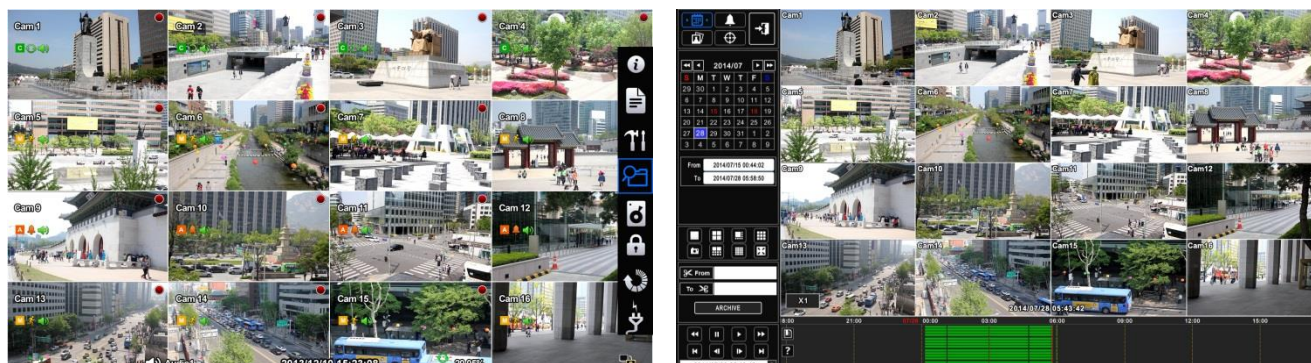 Cam 1
Cam 2
Cam 3
Cam 4
Cam 5
Cam 6
Cam 7
Cam 8
Cam 9
Cam 10
Cam 11
Cam 12
Cam 13
Cam 14
Cam 15
Cam 16
2014/07
S M T W T F S
29 30 1 2 3 4 5
6 7 8 9 10 11 12
13 14 15 16 17 18 19
20 21 22 23 24 25 26
27 28 29 30 31 1 2
3 4 5 6 7 8 9
From 2014/07/15 00:44:02
To 2014/07/28 05:58:50
From
To
ARCHIVE
Cam1
Cam2
Cam3
Cam4
Cam5
Cam6
Cam7
Cam8
Cam9
Cam10
Cam11
Cam12
Cam13
Cam14
Cam15
Cam16
X1
2014/07/28 05:43:42
21:00 07/28 00:00 03:00 06:00 09:00 12:00 15:00